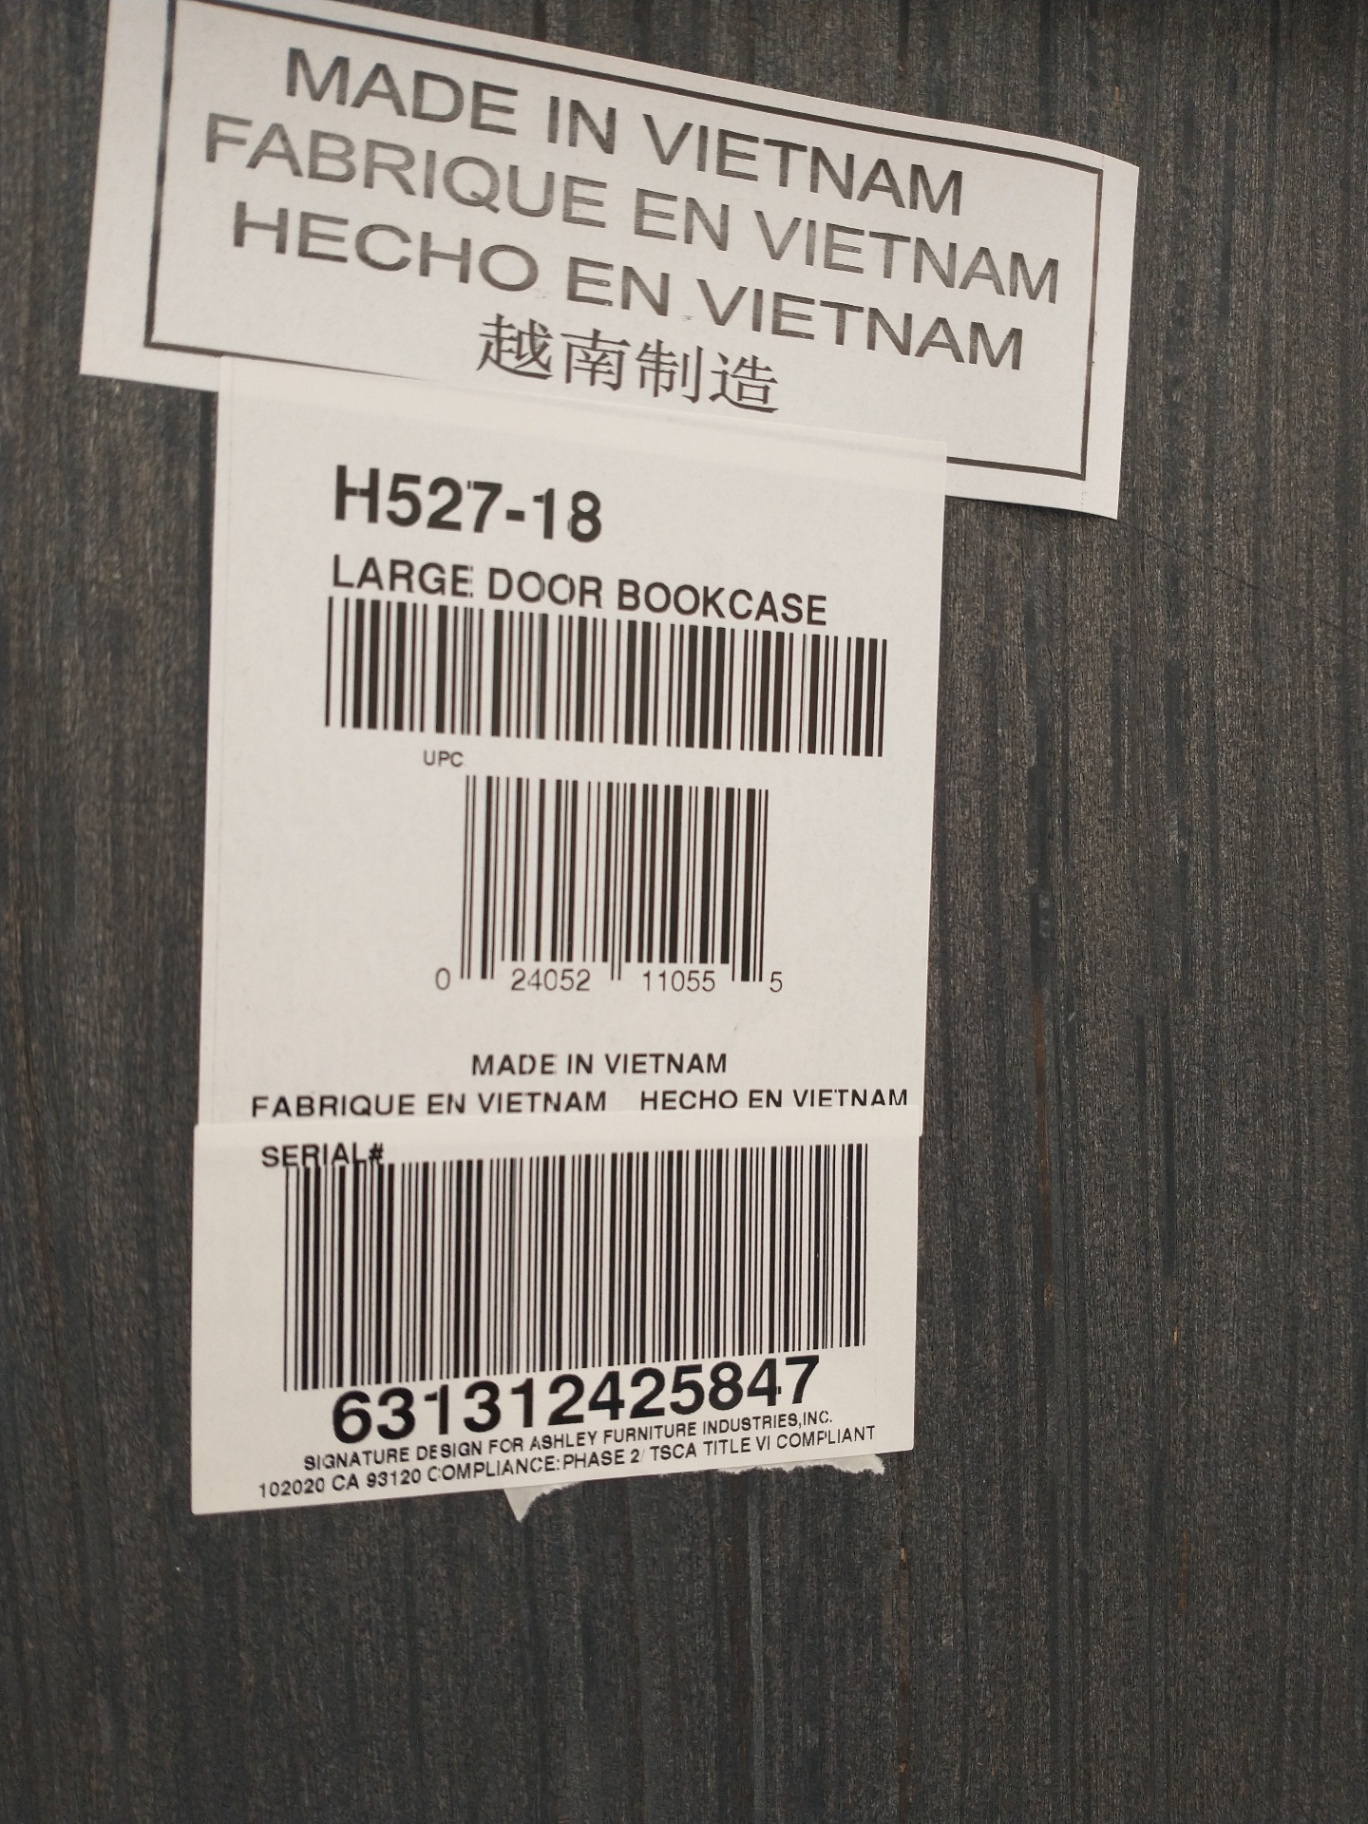 MADE IN VIETNAM
FABRIQUE EN VIETNAM
HECHO EN VIETNAM
越南制造
H527-18
LARGE DOOR BOOKCASE
UPC
0 24052 11055 5
MADE IN VIETNAM
FABRIQUE EN VIETNAM HECHO EN VIETNAM
SERIAL#
631312425847
SIGNATURE DESIGN FOR ASHLEY FURNITURE INDUSTRIES,INC.
102020 CA 93120 COMPLIANCE:PHASE 2/ TSCA TITLE VI COMPLIANT